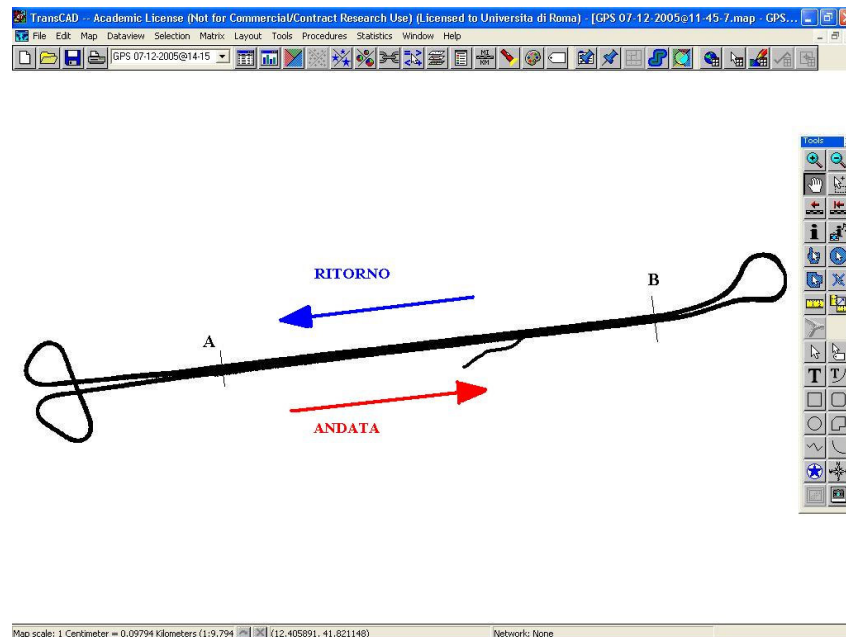 TransCAD -- Academic License (Not for Commercial/Contract Research Use) (Licensed to Universita di Roma) - [GPS 07-12-2005@11-45-7.map - GPS...
File Edit Map Dataview Selection Matrix Layout Tools Procedures Statistics Window Help
GPS 07-12-2005@14-15
MI
KM
Tools
RITORNO
B
A
ANDATA
Map scale: 1 Centimeter = 0.09794 Kilometers (1:9.794
(12.405891, 41.821148)
Network: None